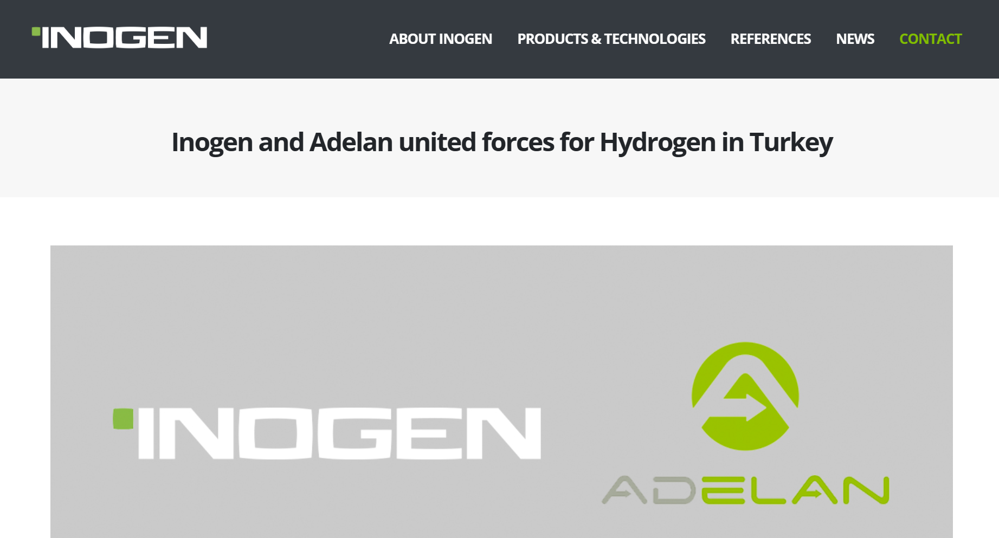 INOGEN
ABOUT INOGEN PRODUCTS & TECHNOLOGIES REFERENCES NEWS CONTACT
Inogen and Adelan united forces for Hydrogen in Turkey
INOGEN
ADELAN